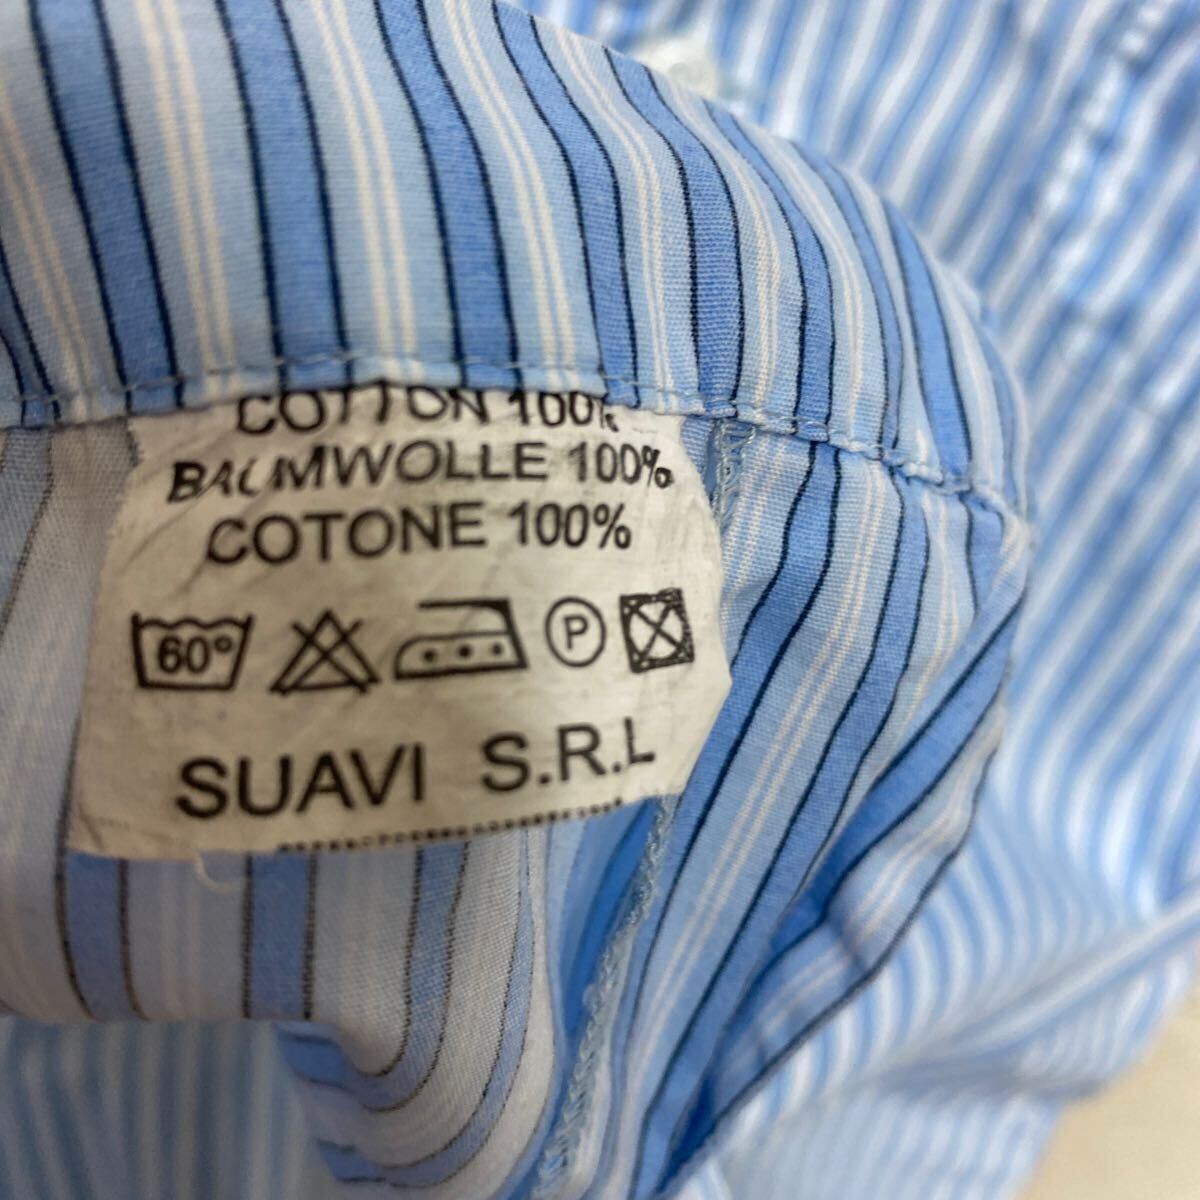 COTTON 100%
BAUMWOLLE 100%
COTONE 100%
60° P
SUAVI S.R.L